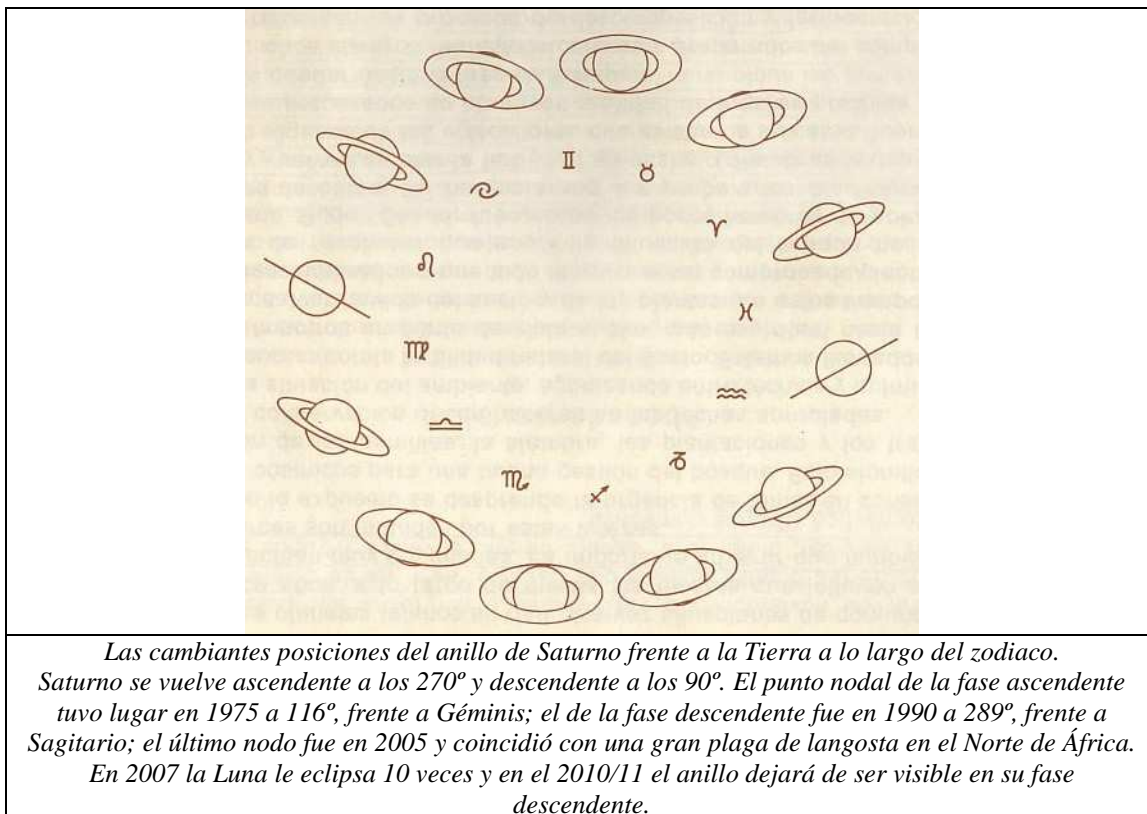 Las cambiantes posiciones del anillo de Saturno frente a la Tierra a lo largo del zodiaco.
Saturno se vuelve ascendente a los 270º y descendente a los 90º. El punto nodal de la fase ascendente
tuvo lugar en 1975 a 116º, frente a Géminis; el de la fase descendente fue en 1990 a 289º, frente a
Sagitario; el último nodo fue en 2005 y coincidió con una gran plaga de langosta en el Norte de África.
En 2007 la Luna le eclipsa 10 veces y en el 2010/11 el anillo dejará de ser visible en su fase
descendente.